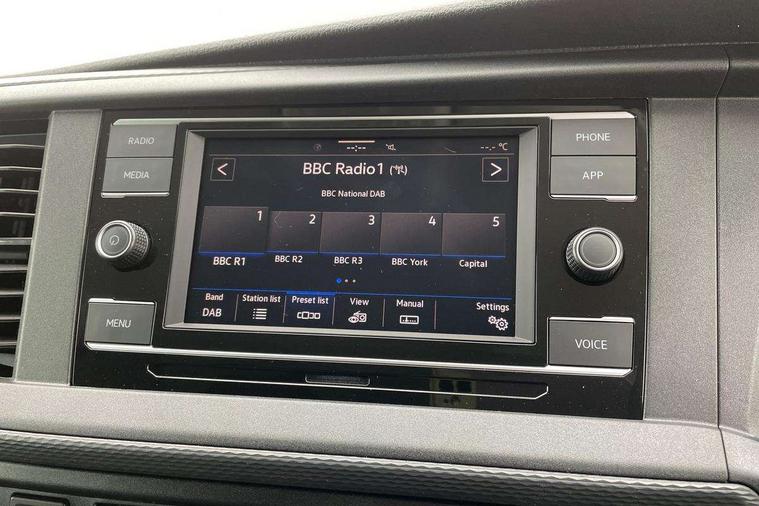 RADIO
MEDIA
MENU
--:--
--.- °C
< BBC Radio1 >
BBC National DAB
1 2 3 4 5
BBC R1 BBC R2 BBC R3 BBC York Capital
Band Station list Preset list View Manual Settings
DAB
PHONE
APP
VOICE